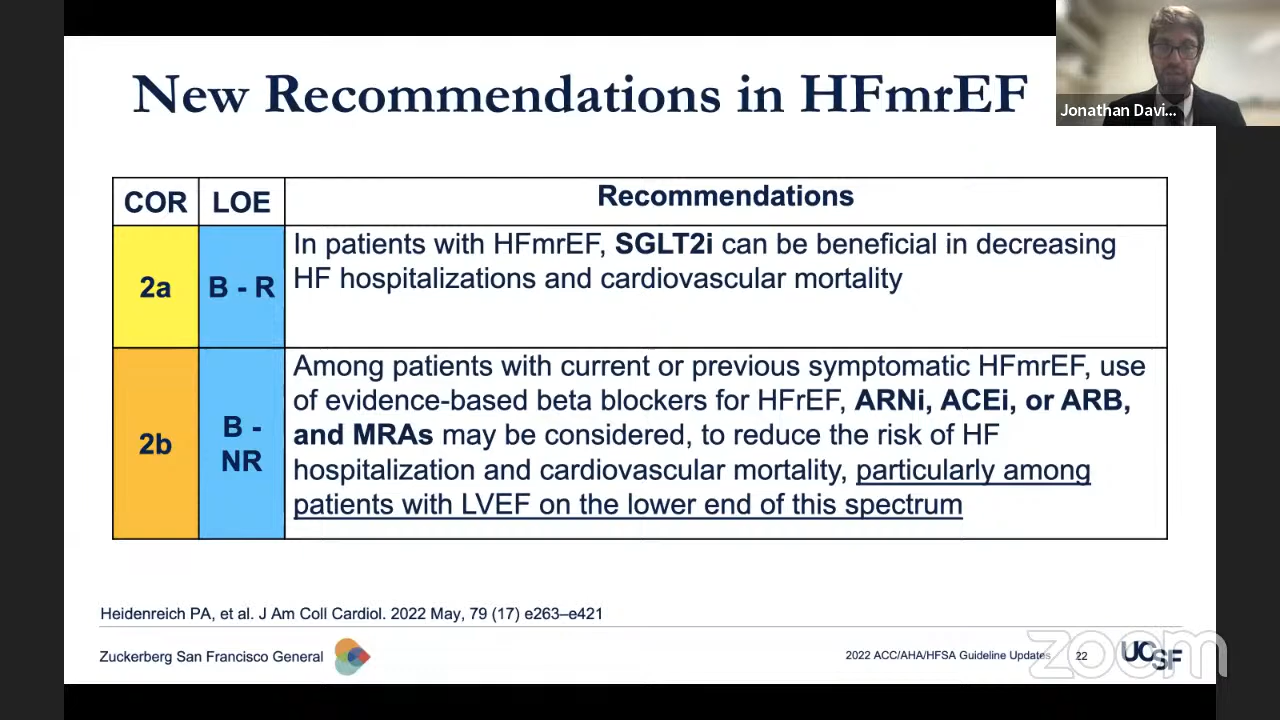 New Recommendations in HFmrEF
Jonathan Davi...
COR LOE Recommendations
2a
B - R
In patients with HFmrEF, SGLT2i can be beneficial in decreasing
HF hospitalizations and cardiovascular mortality
2b
B -
NR
Among patients with current or previous symptomatic HFmrEF, use
of evidence-based beta blockers for HFrEF, ARNi, ACEi, or ARB,
and MRAs may be considered, to reduce the risk of HF
hospitalization and cardiovascular mortality, particularly among
patients with LVEF on the lower end of this spectrum
Heidenreich PA, et al. J Am Coll Cardiol. 2022 May, 79 (17) e263–e421
Zuckerberg San Francisco General
2022 ACC/AHA/HFSA Guideline Updates
22
zoom
UCSF